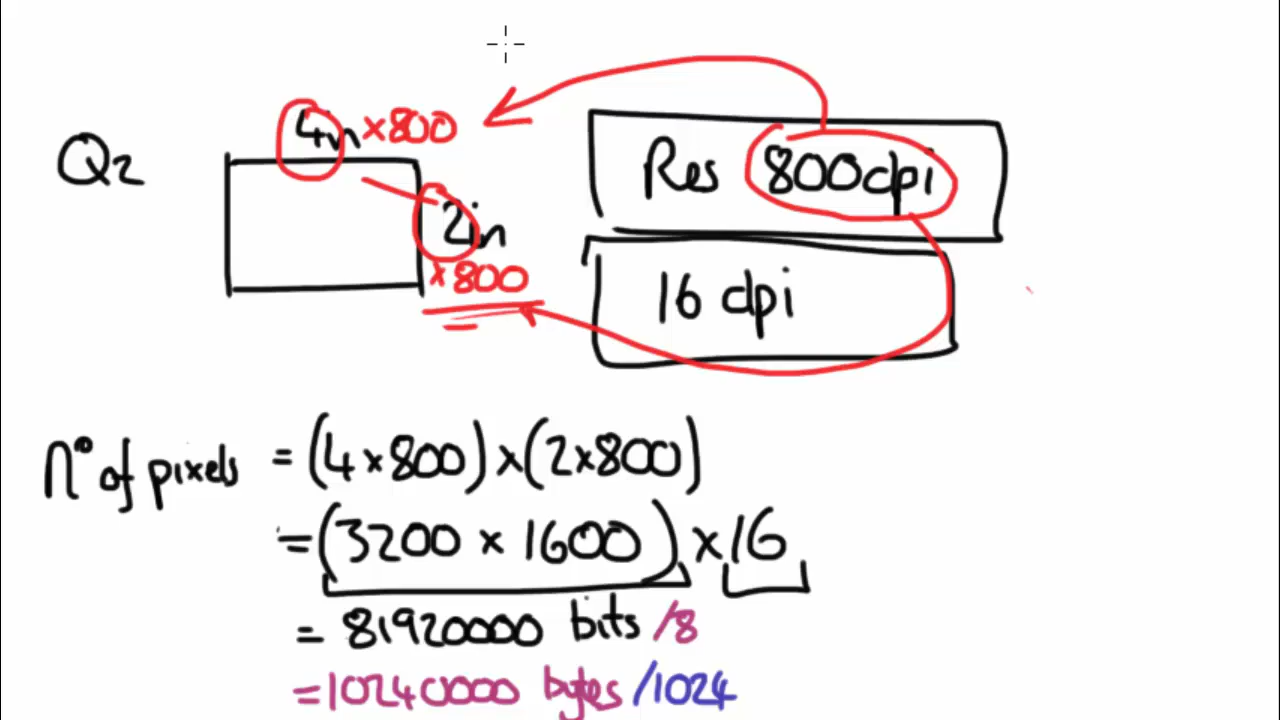 4in ×800
Q2
Res 800dpi
2in
×800
16 dpi
Nº of pixels = (4×800)×(2×800)
= (3200 × 1600) ×16
= 81920000 bits /8
= 10240000 bytes /1024